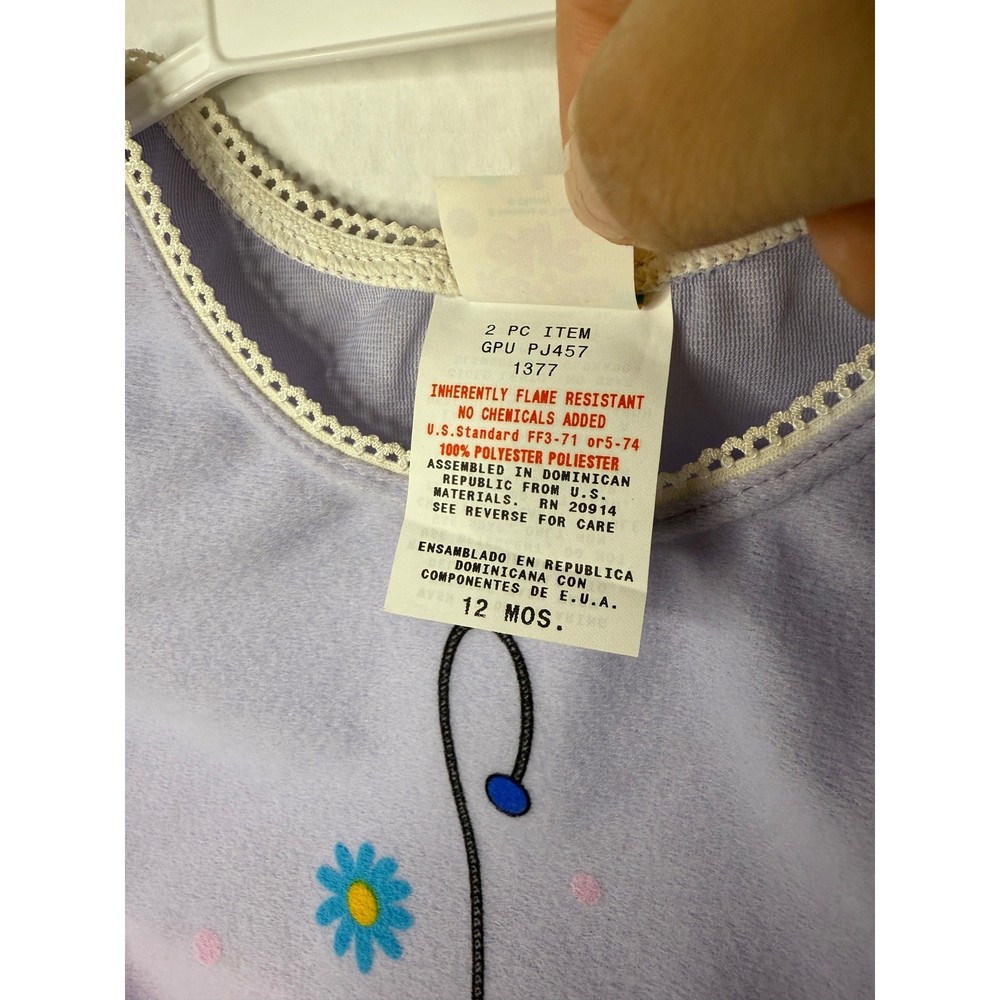 2 PC ITEM
GPU PJ457
1377
INHERENTLY FLAME RESISTANT
NO CHEMICALS ADDED
U.S.Standard FF3-71 or5-74
100% POLYESTER POLIESTER
ASSEMBLED IN DOMINICAN
REPUBLIC FROM U.S.
MATERIALS. RN 20914
SEE REVERSE FOR CARE
ENSAMBLADO EN REPUBLICA
DOMINICANA CON
COMPONENTES DE E.U.A.
12 MOS.